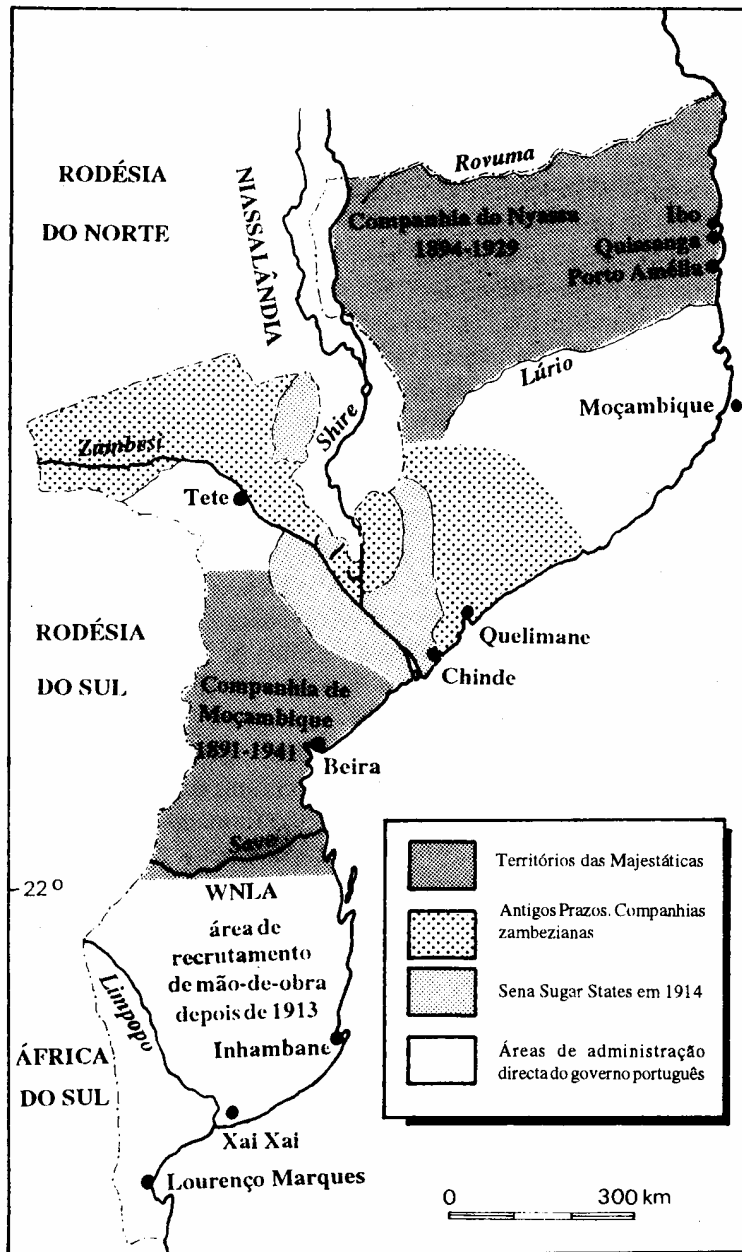 Rovuma
RODÉSIA
DO NORTE
NIASSALÂNDIA
Companhia do Nyassa
1894-1929
Ibo
Quissanga
Porto Amélia
Lúrio
Moçambique
Shire
Zambesi
Tete
RODÉSIA
DO SUL
Quelimane
Chinde
Companhia de
Moçambique
1891-1941
Beira
Save
22º
WNLA
área de
recrutamento
de mão-de-obra
depois de 1913
Limpopo
Inhambane
ÁFRICA
DO SUL
Xai Xai
Lourenço Marques
Territórios das Majestáticas
Antigos Prazos. Companhias
zambezianas
Sena Sugar States em 1914
Áreas de administração
directa do governo português
0 300 km